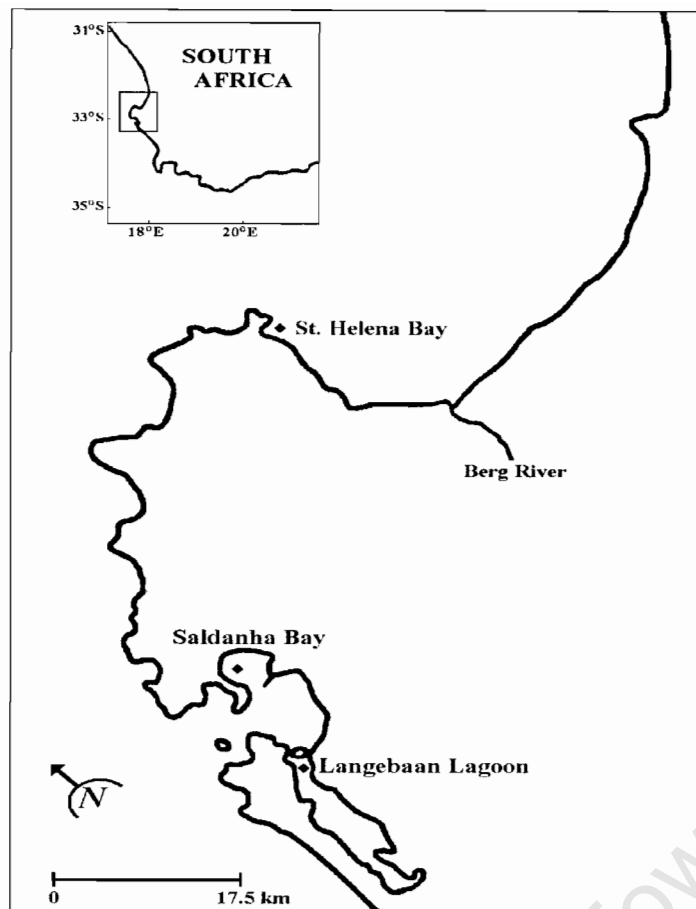 31°S
SOUTH
AFRICA
33°S
35°S
18°E
20°E
St. Helena Bay
Berg River
Saldanha Bay
Langebaan Lagoon
N
0
17.5 km